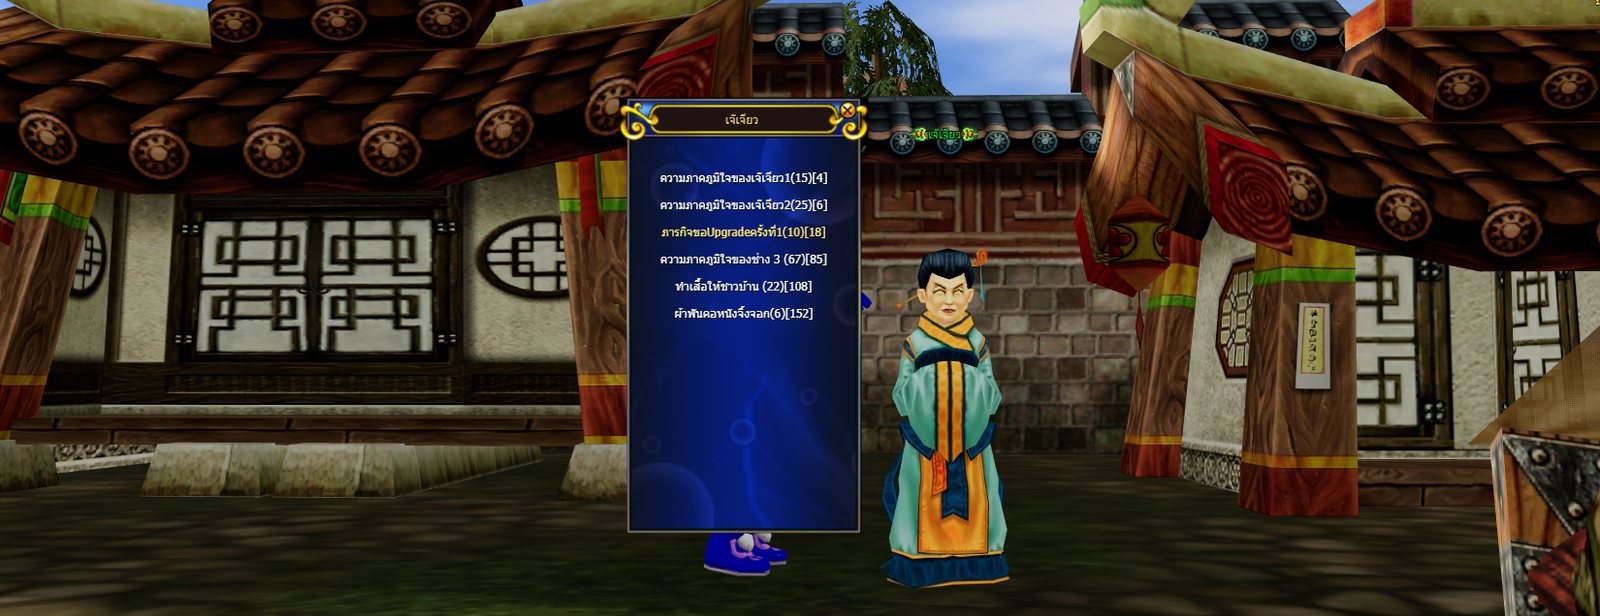 เจ๊เจียว
เจ๊เจียว
ความภาคภูมิใจของเจ๊เจียว1(15)[4]
ความภาคภูมิใจของเจ๊เจียว2(25)[6]
ภารกิจขอUpgradeครั้งที่1(10)[18]
ความภาคภูมิใจของช่าง 3 (67)[85]
ทำเสื้อให้ชาวบ้าน (22)[108]
ผ้าพันคอหนังจิ้งจอก(6)[152]